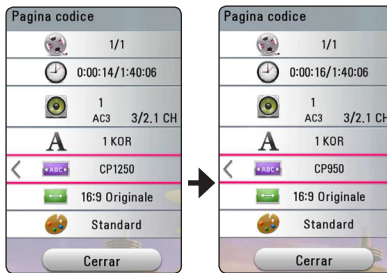 Pagina codice
1/1
0:00:14/1:40:06
1
AC3 3/2.1 CH
1 KOR
ABC
CP1250
16:9 Originale
Standard
Cerrar
Pagina codice
1/1
0:00:16/1:40:06
1
AC3 3/2.1 CH
1 KOR
ABC
CP950
16:9 Originale
Standard
Cerrar